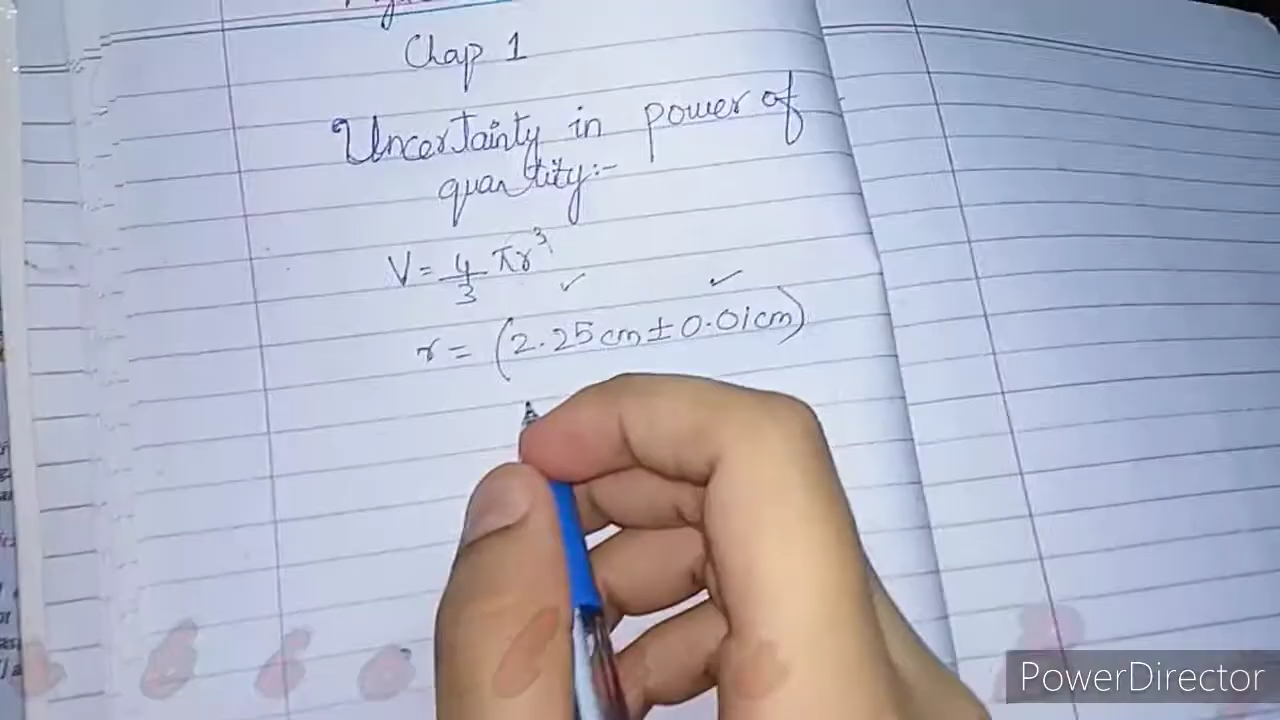 Chap 1
Uncertainty in power of
quantity:-
V = 4/3 πr³
r = (2.25cm ± 0.01cm)
PowerDirector